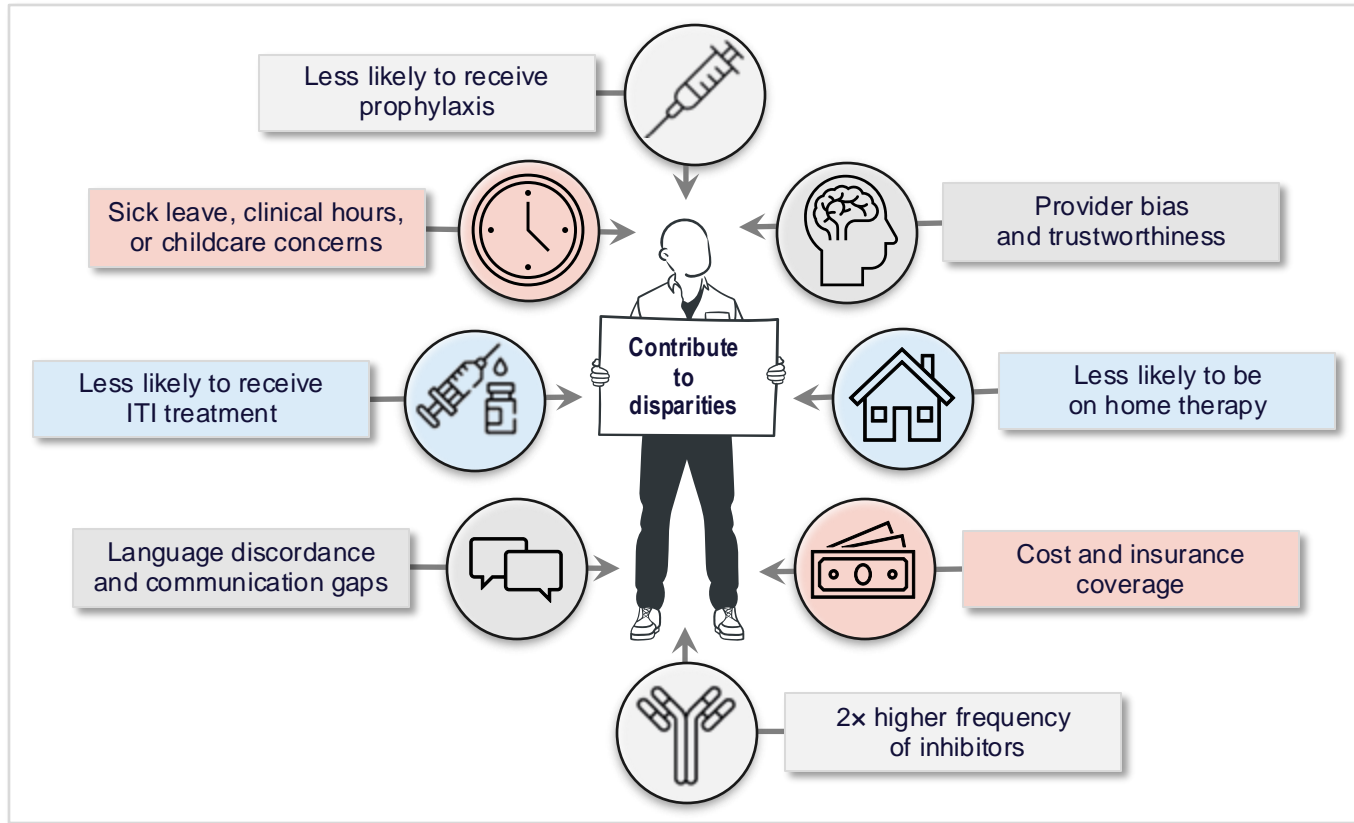 Less likely to receive
prophylaxis
Sick leave, clinical hours,
or childcare concerns
Provider bias
and trustworthiness
Less likely to receive
ITI treatment
Contribute
to
disparities
Less likely to be
on home therapy
Language discordance
and communication gaps
Cost and insurance
coverage
2× higher frequency
of inhibitors